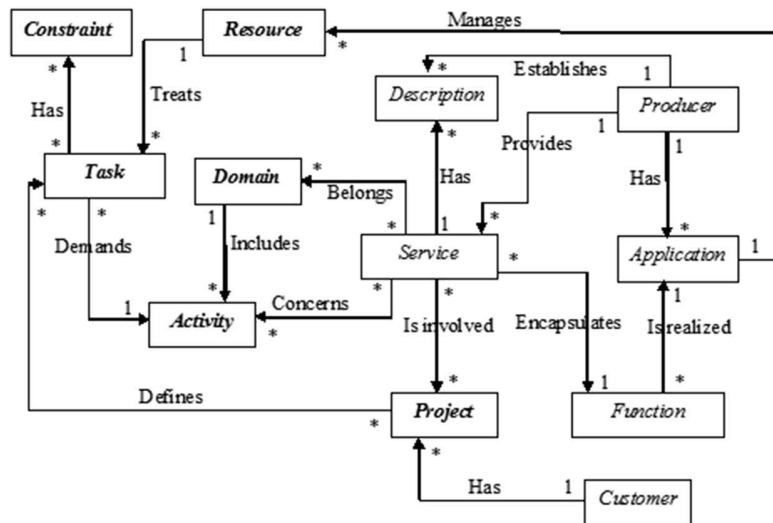 Manages
Constraint
Resource
*
1
*
*
Establishes
1
Has
Treats
Description
Producer
*
*
*
1
Provides
1
Task
Domain
*
Belongs
Has
Has
*
*
1
*
1
*
*
Demands
Includes
Service
*
Application
1
1
*
Concerns
*
*
1
Activity
*
Is involved
Encapsulates
Is realized
Defines
*
1
*
*
Project
Function
*
Has
1
Customer